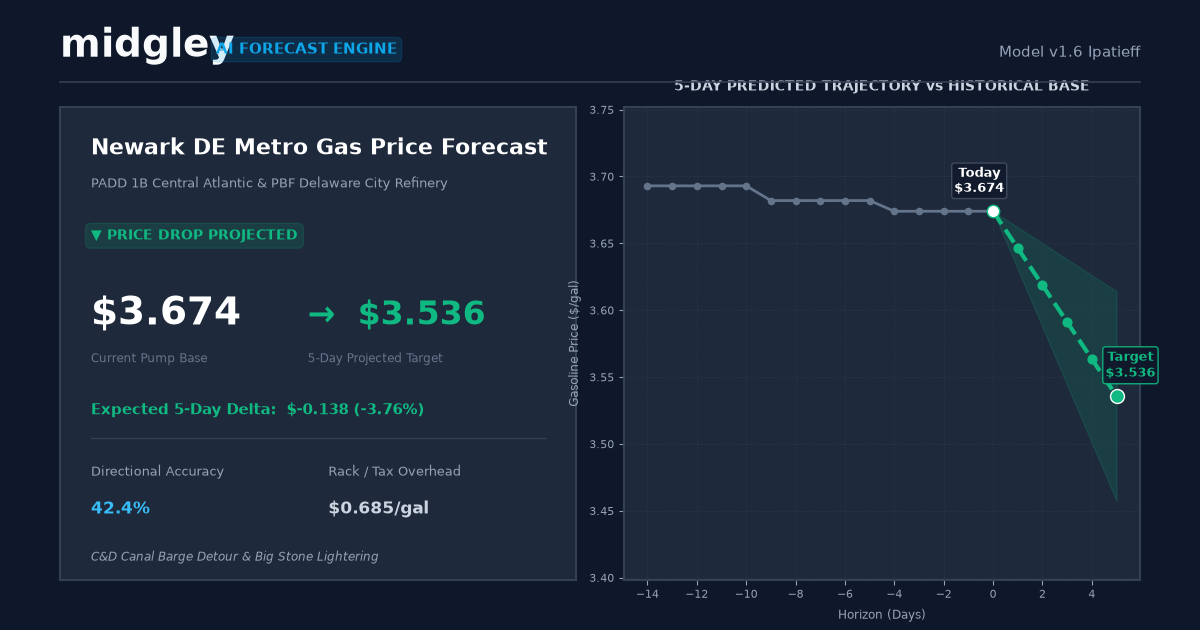 midgley
AI FORECAST ENGINE
Model v1.6 Ipatieff
Newark DE Metro Gas Price Forecast
PADD 1B Central Atlantic & PBF Delaware City Refinery
▼ PRICE DROP PROJECTED
$3.674
→ $3.536
Current Pump Base
5-Day Projected Target
Expected 5-Day Delta: $-0.138 (-3.76%)
Directional Accuracy
Rack / Tax Overhead
42.4%
$0.685/gal
C&D Canal Barge Detour & Big Stone Lightering
5-DAY PREDICTED TRAJECTORY vs HISTORICAL BASE
Gasoline Price ($/gal)
3.75
3.70
3.65
3.60
3.55
3.50
3.45
3.40
Today
$3.674
Target
$3.536
−14 −12 −10 −8 −6 −4 −2 0 2 4
Horizon (Days)